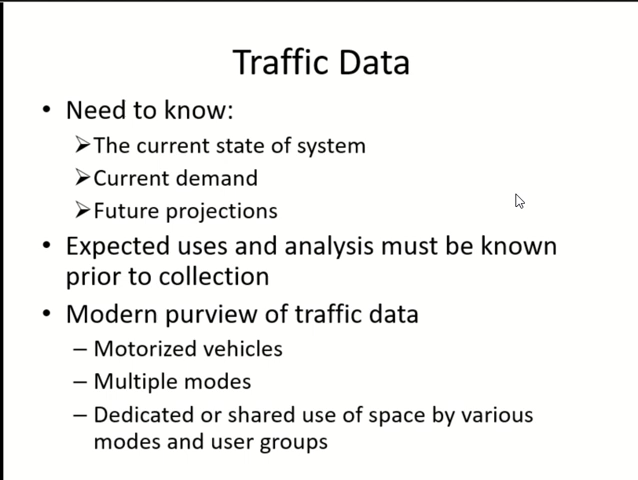 Traffic Data
• Need to know:
➢The current state of system
➢Current demand
➢Future projections
• Expected uses and analysis must be known
prior to collection
• Modern purview of traffic data
– Motorized vehicles
– Multiple modes
– Dedicated or shared use of space by various
modes and user groups